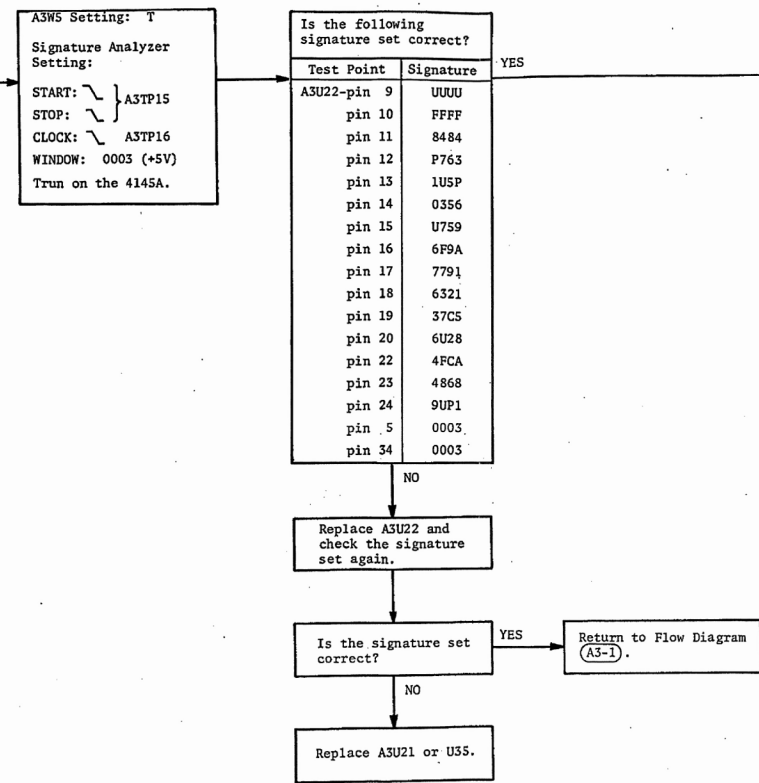 A3W5 Setting: T
Signature Analyzer
Setting:
START: A3TP15
STOP:
CLOCK: A3TP16
WINDOW: 0003 (+5V)
Trun on the 4145A.
Is the following
signature set correct?
Test Point Signature
A3U22-pin 9 UUUU
pin 10 FFFF
pin 11 8484
pin 12 P763
pin 13 1U5P
pin 14 0356
pin 15 U759
pin 16 6F9A
pin 17 7791
pin 18 6321
pin 19 37C5
pin 20 6U28
pin 22 4FCA
pin 23 4868
pin 24 9UP1
pin 5 0003
pin 34 0003
YES
NO
Replace A3U22 and
check the signature
set again.
Is the signature set
correct?
YES
Return to Flow Diagram
A3-1.
NO
Replace A3U21 or U35.